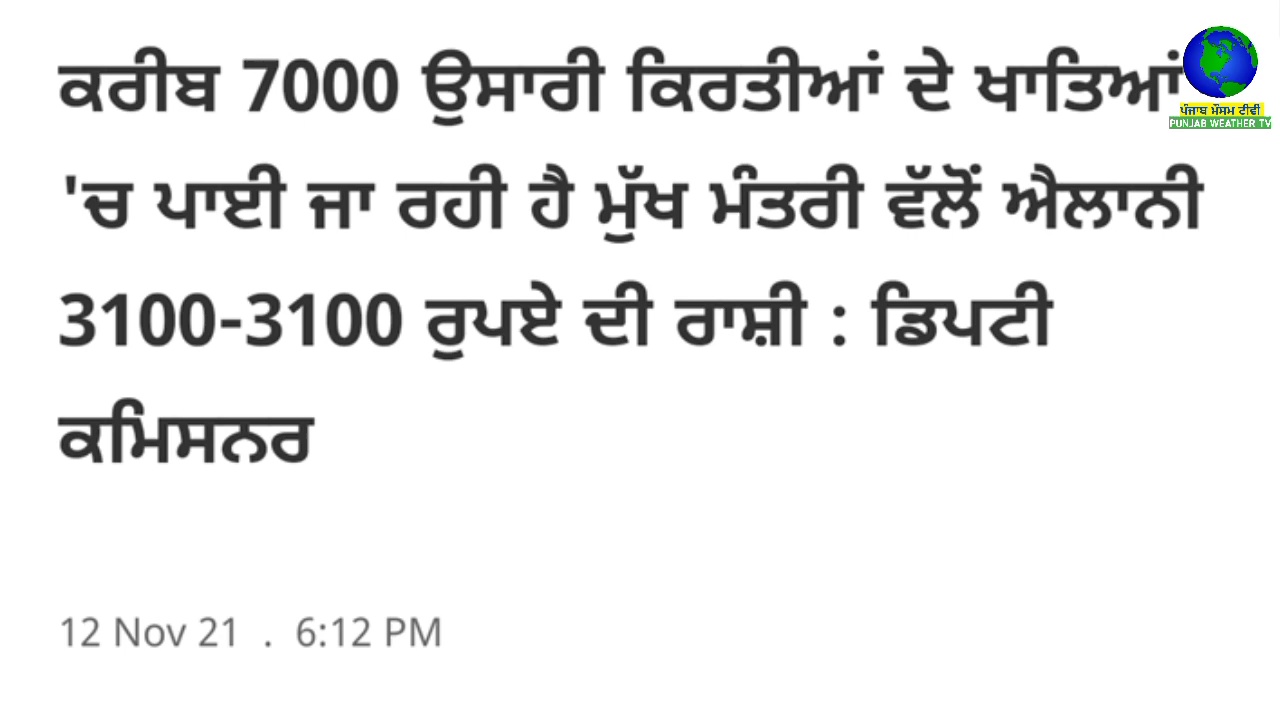 ਕਰੀਬ 7000 ਉਸਾਰੀ ਕਿਰਤੀਆਂ ਦੇ ਖਾਤਿਆਂ
'ਚ ਪਾਈ ਜਾ ਰਹੀ ਹੈ ਮੁੱਖ ਮੰਤਰੀ ਵੱਲੋਂ ਐਲਾਨੀ
3100-3100 ਰੁਪਏ ਦੀ ਰਾਸ਼ੀ : ਡਿਪਟੀ
ਕਮਿਸਨਰ
12 Nov 21 . 6:12 PM
ਪੰਜਾਬ ਮੌਸਮ ਟੀਵੀ
PUNJAB WEATHER TV